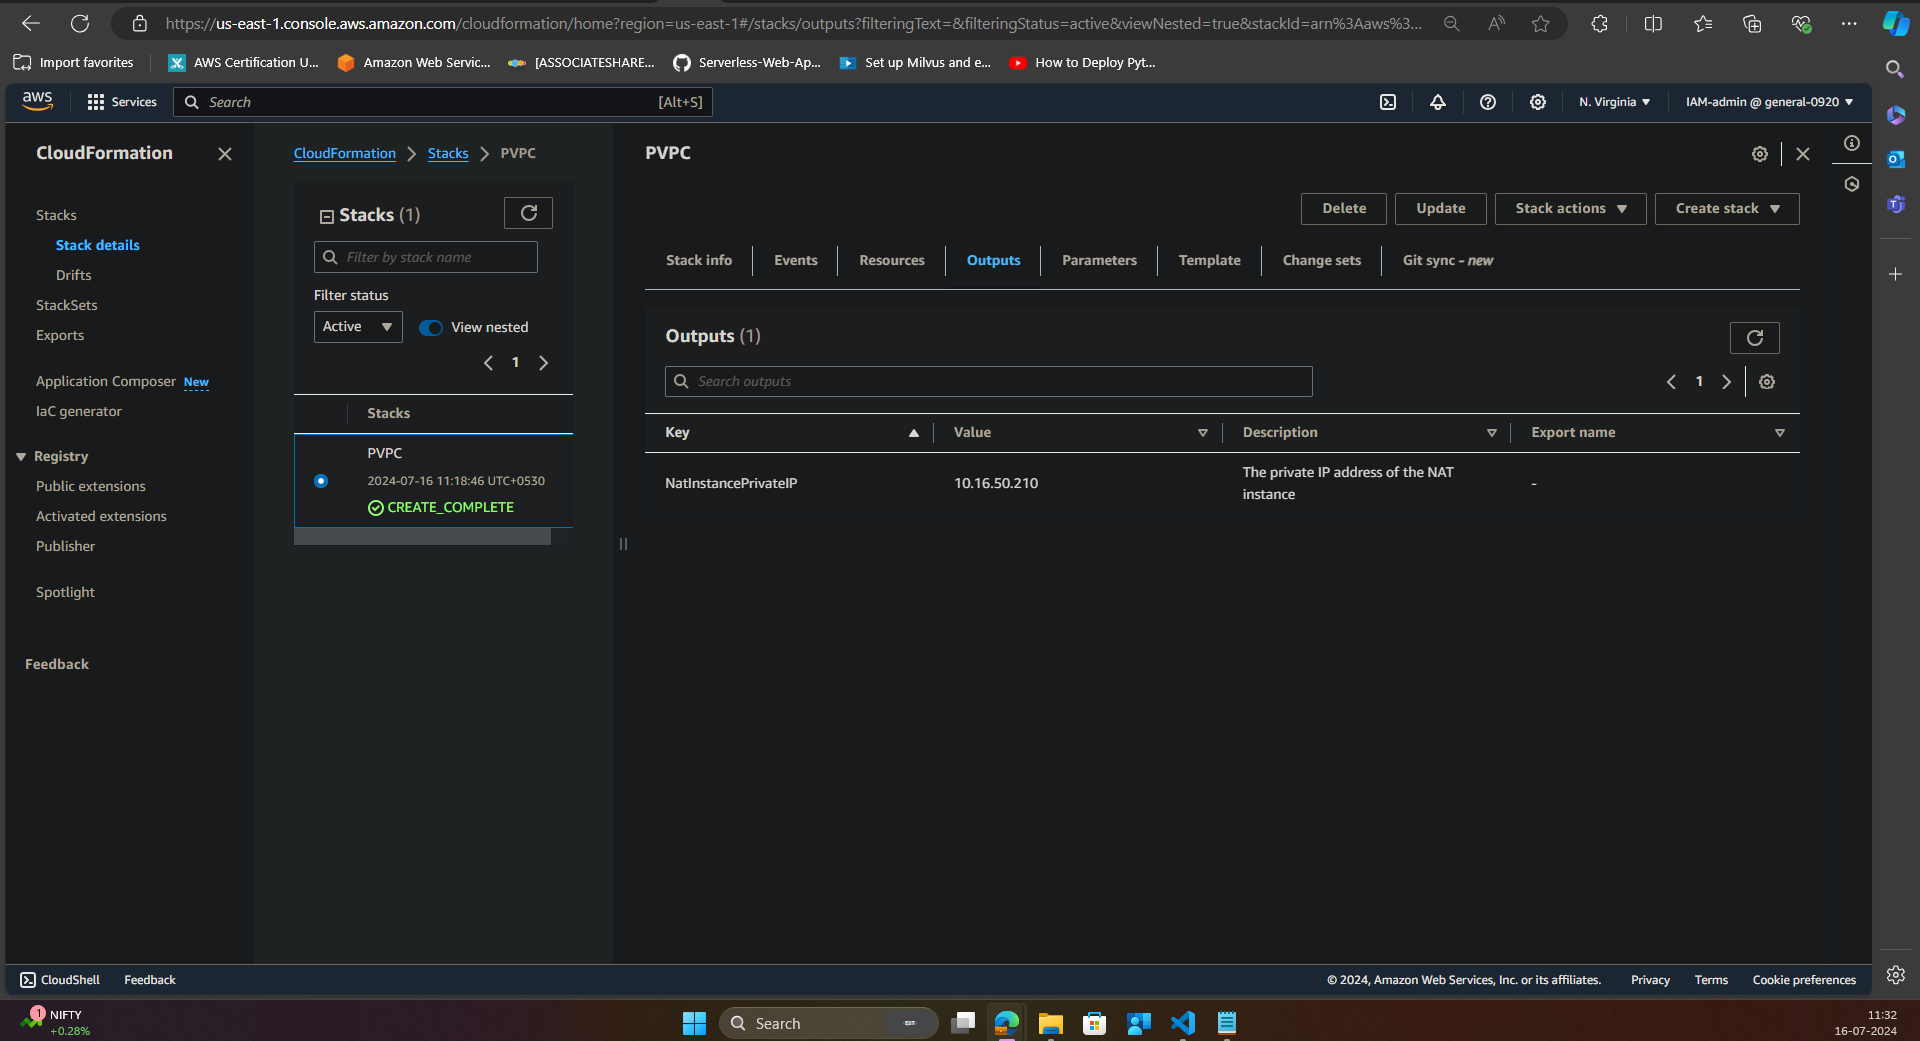 https://us-east-1.console.aws.amazon.com/cloudformation/home?region=us-east-1#/stacks/outputs?filteringText=&filteringStatus=active&viewNested=true&stackId=arn%3Aaws%3...
Import favorites
AWS Certification U...
Amazon Web Servic...
[ASSOCIATESHARE...
Serverless-Web-Ap...
Set up Milvus and e...
How to Deploy Pyt...
aws
Services
Search
[Alt+S]
N. Virginia
IAM-admin @ general-0920
CloudFormation
Stacks
Stack details
Drifts
StackSets
Exports
Application Composer New
IaC generator
Registry
Public extensions
Activated extensions
Publisher
Spotlight
Feedback
CloudFormation
Stacks
PVPC
Stacks (1)
Filter by stack name
Filter status
Active
View nested
1
Stacks
PVPC
2024-07-16 11:18:46 UTC+0530
CREATE_COMPLETE
PVPC
Delete
Update
Stack actions
Create stack
Stack info
Events
Resources
Outputs
Parameters
Template
Change sets
Git sync - new
Outputs (1)
Search outputs
1
Key
Value
Description
Export name
NatInstancePrivateIP
10.16.50.210
The private IP address of the NAT
instance
-
CloudShell
Feedback
© 2024, Amazon Web Services, Inc. or its affiliates.
Privacy
Terms
Cookie preferences
1
NIFTY
+0.28%
Search
11:32
16-07-2024